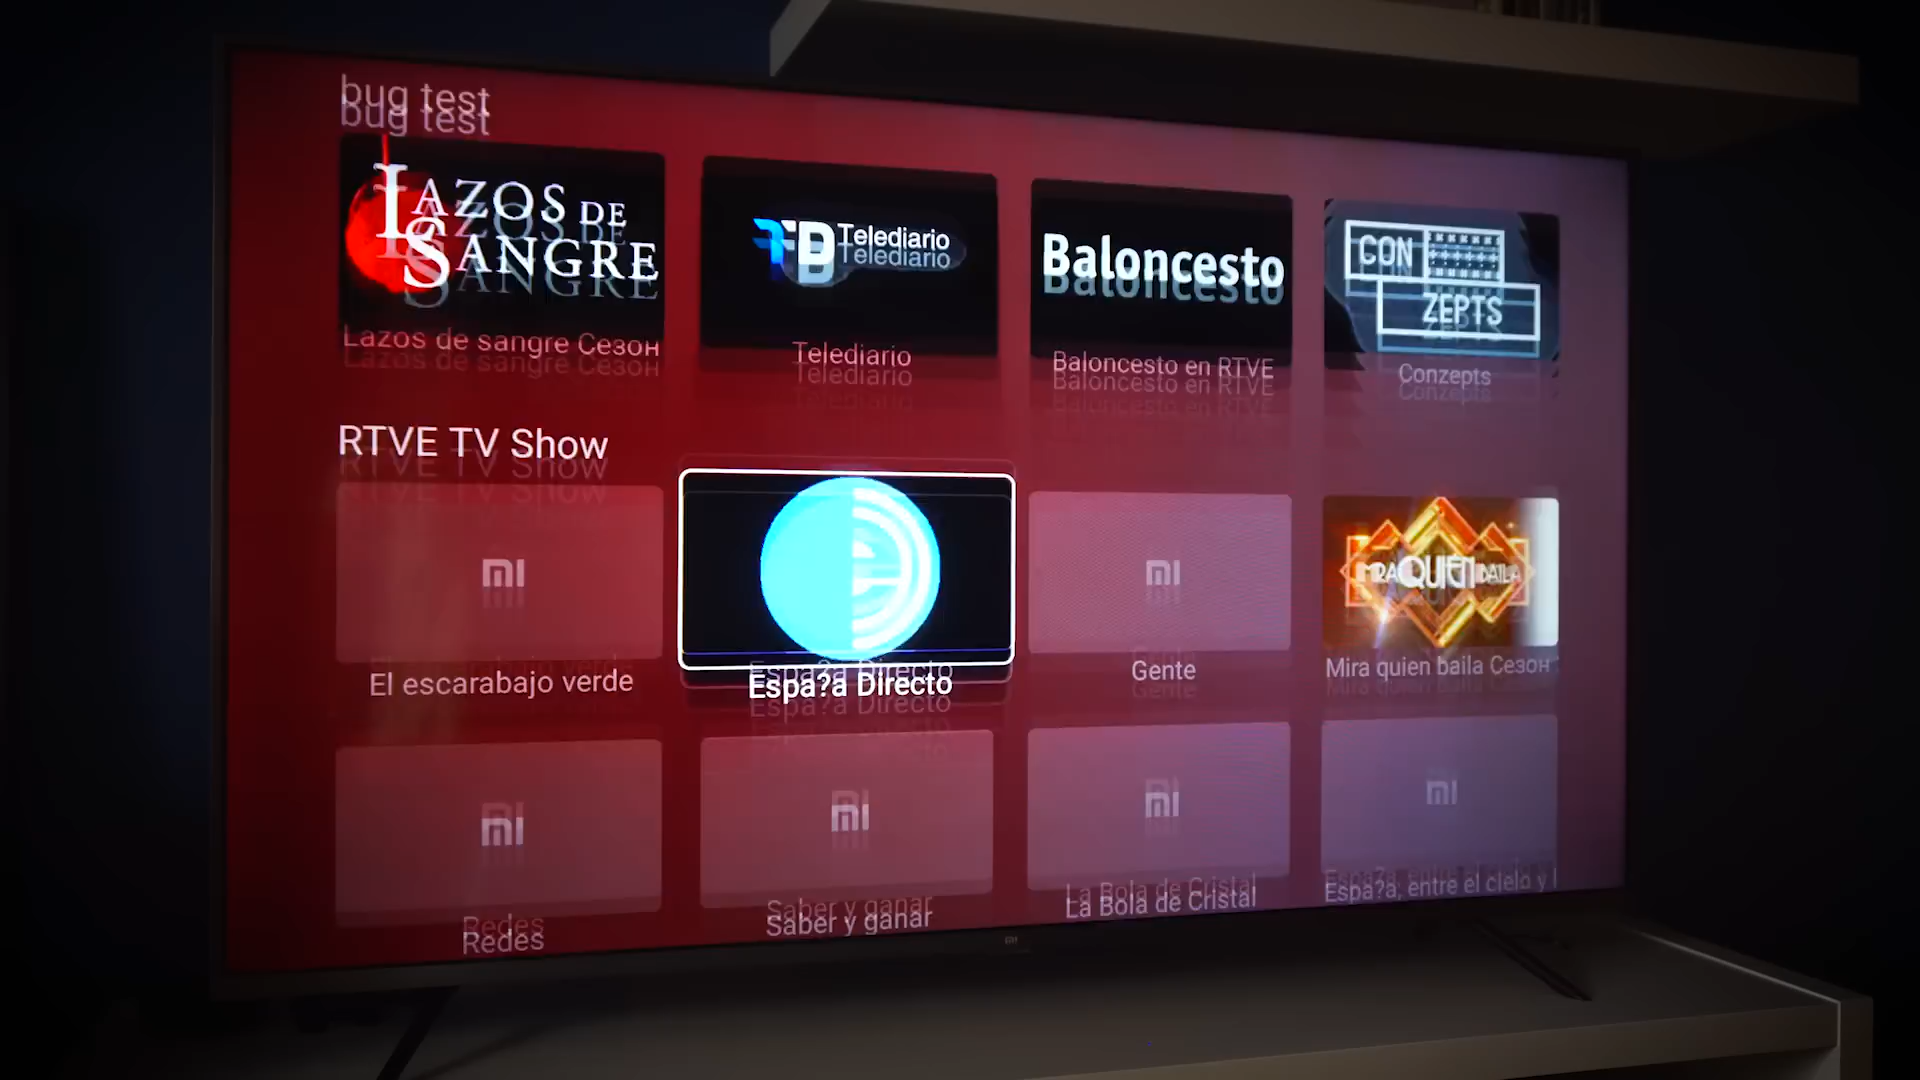 bug test
LAZOS DE
SANGRE
Telediario
Baloncesto
CON
ZEPTS
Lazos de sangre Сезон
Telediario
Baloncesto en RTVE
Conzepts
RTVE TV Show
mi
mi
MIRA QUIEN BAILA
El escarabajo verde
Espa?a Directo
Gente
Mira quien baila Сезон
mi
mi
mi
mi
Redes
Saber y ganar
La Bola de Cristal
Espa?a, entre el cielo y l
mi